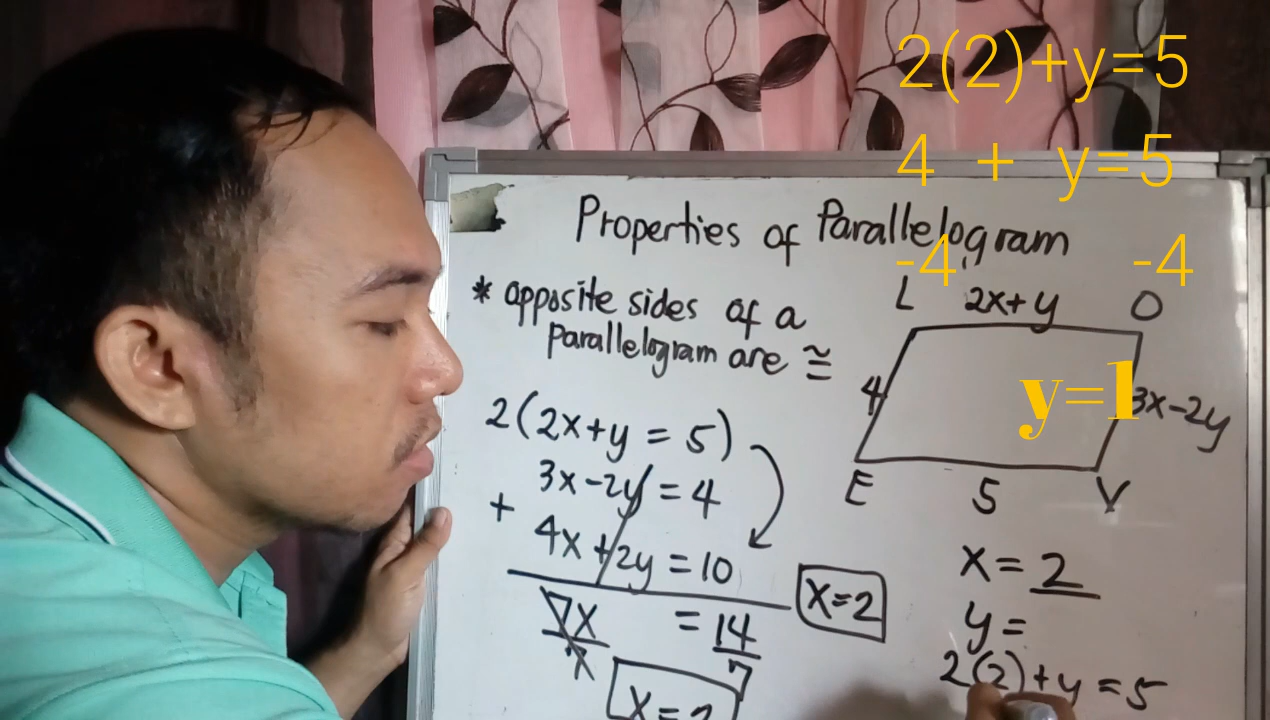 2(2)+y=5
4 + y=5
-4 -4
y=1
Properties of Parallelogram
* opposite sides of a
parallelogram are ≅
2(2x+y = 5)
3x-2y = 4
+ 4x+2y = 10
7x = 14
7 7
x=2
x=2
L 2x+y O
4 3x-2y
E 5 V
x= 2
y=
2(2)+y=5